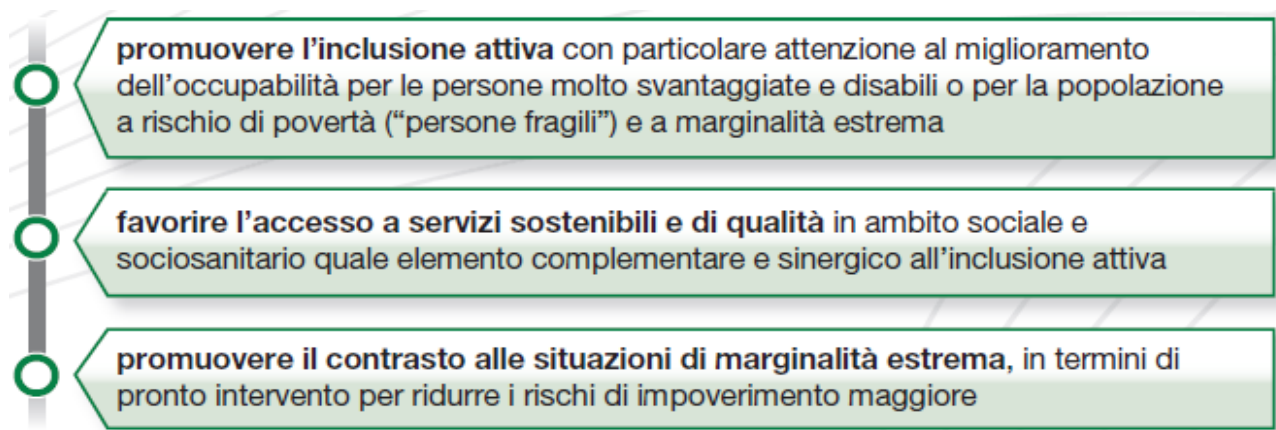 promuovere l’inclusione attiva con particolare attenzione al miglioramento
dell’occupabilità per le persone molto svantaggiate e disabili o per la popolazione
a rischio di povertà (“persone fragili”) e a marginalità estrema
favorire l’accesso a servizi sostenibili e di qualità in ambito sociale e
sociosanitario quale elemento complementare e sinergico all’inclusione attiva
promuovere il contrasto alle situazioni di marginalità estrema, in termini di
pronto intervento per ridurre i rischi di impoverimento maggiore